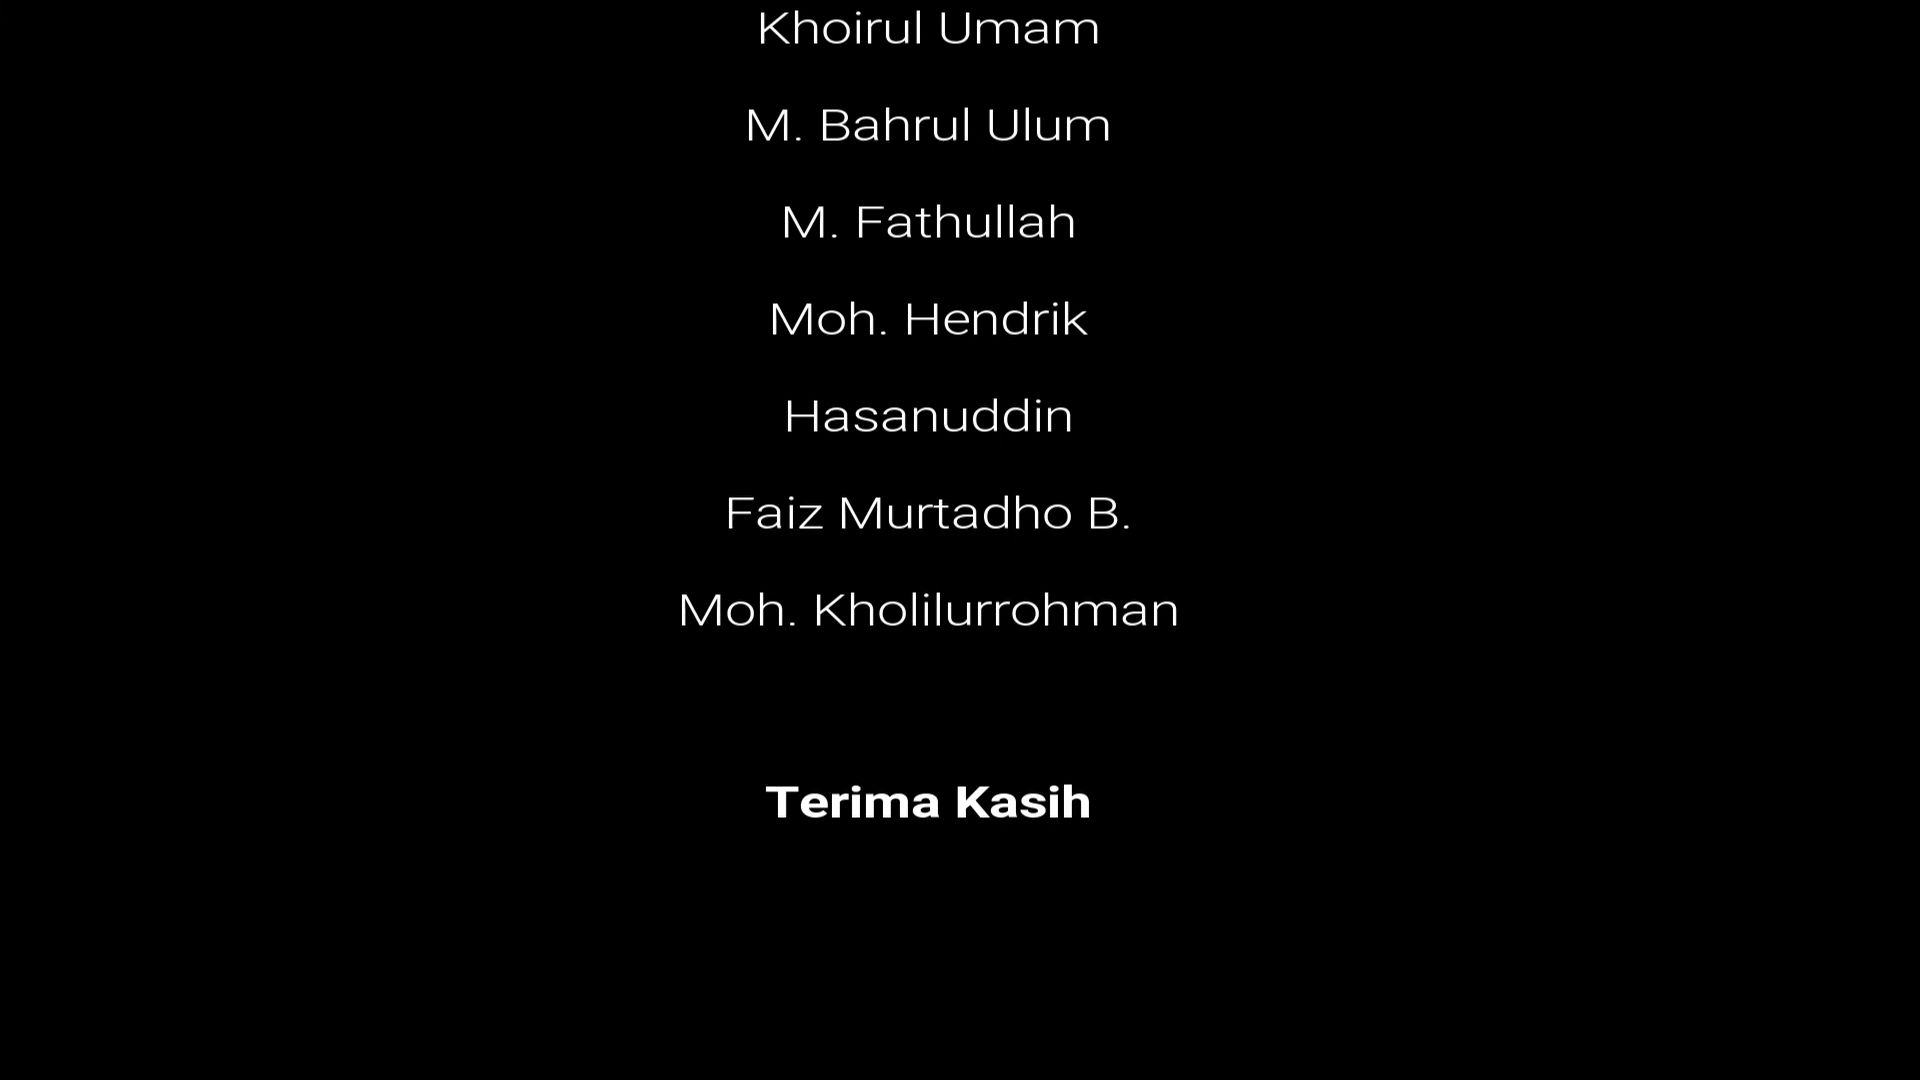 Khoirul Umam
M. Bahrul Ulum
M. Fathullah
Moh. Hendrik
Hasanuddin
Faiz Murtadho B.
Moh. Kholilurrohman
Terima Kasih